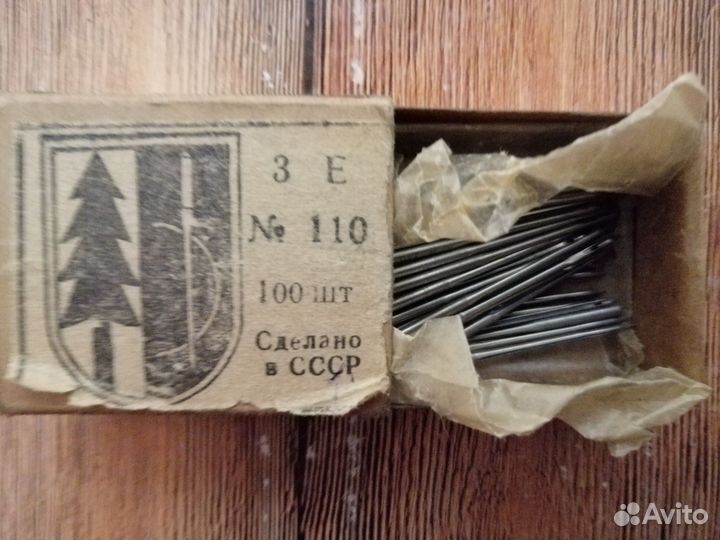 3 Е
№ 110
100 шт
Сделано
в СССР
Avito